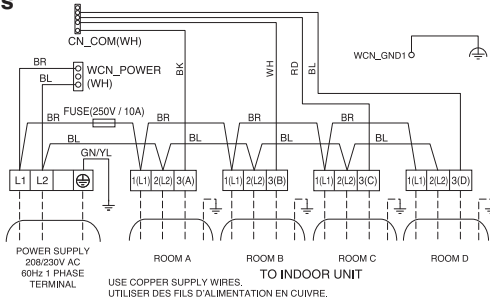 s
CN_COM(WH)
BR
WCN_POWER
(WH)
BL
BK
WH
RD
BL
WCN_GND1
FUSE(250V / 10A)
BR
BR
BR
BR
BL
BL
BL
BL
GN/YL
L1 L2
1(L1) 2(L2) 3(A)
1(L1) 2(L2) 3(B)
1(L1) 2(L2) 3(C)
1(L1) 2(L2) 3(D)
POWER SUPPLY
208/230V AC
60Hz 1 PHASE
TERMINAL
ROOM A
ROOM B
ROOM C
ROOM D
TO INDOOR UNIT
USE COPPER SUPPLY WIRES.
UTILISER DES FILS D'ALIMENTATION EN CUIVRE.